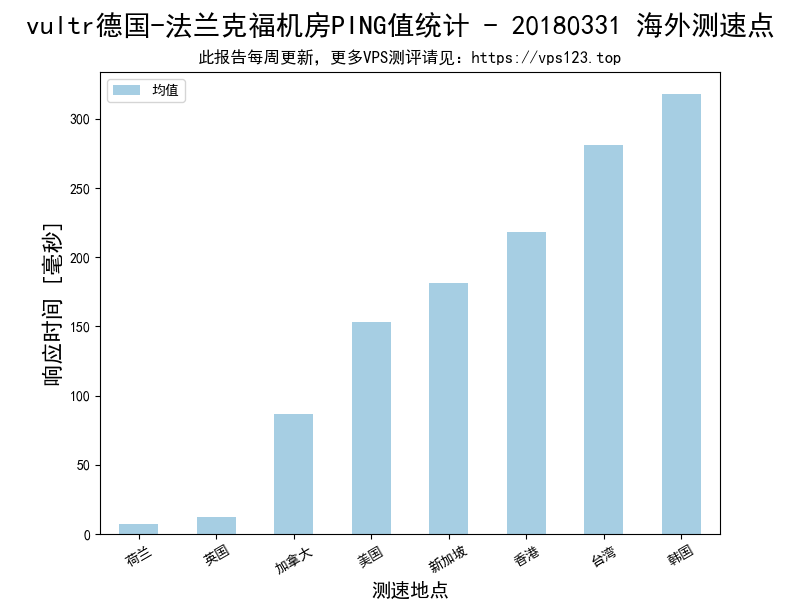 vultr德国-法兰克福机房PING值统计 - 20180331 海外测速点
此报告每周更新，更多VPS测评请见：https://vps123.top
均值
响应时间 [毫秒]
300
250
200
150
100
50
0
荷兰
英国
加拿大
美国
新加坡
香港
台湾
韩国
测速地点